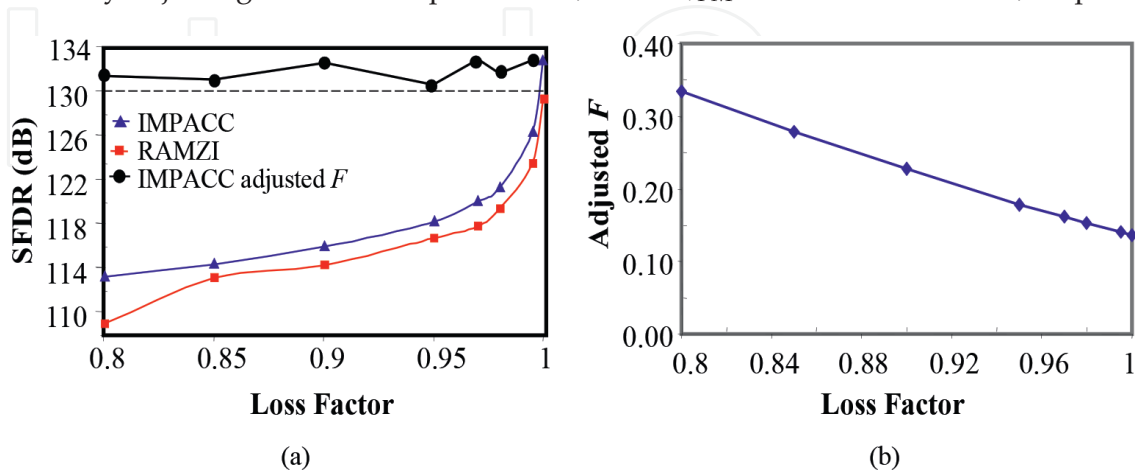 134
130
126
122
118
114
110
SFDR (dB)
IMPACC
RAMZI
IMPACC adjusted F
0.8 0.85 0.9 0.95 1
Loss Factor
(a)
0.40
0.30
0.20
0.10
0.00
Adjusted F
0.8 0.84 0.88 0.92 0.96 1
Loss Factor
(b)